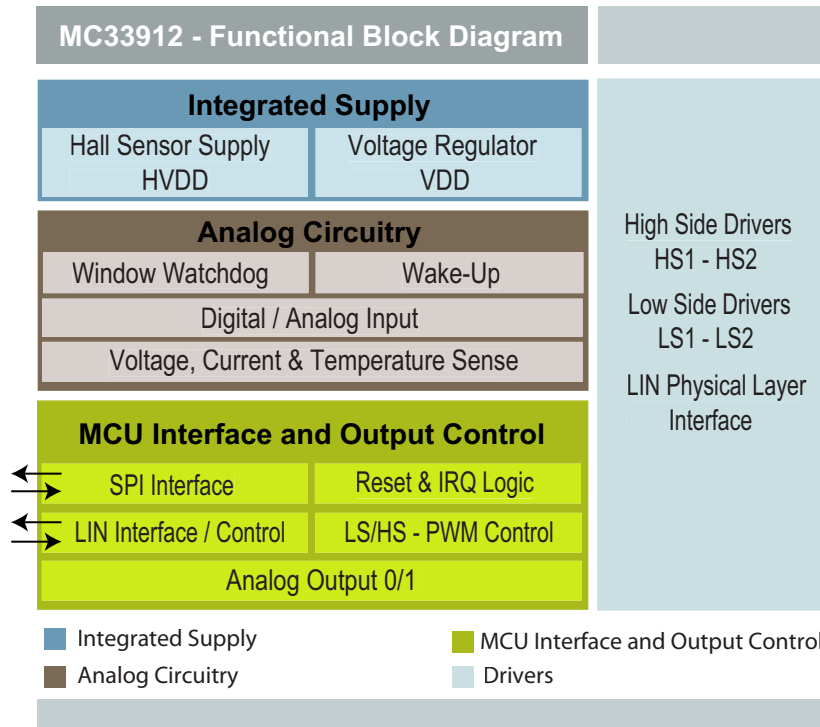 MC33912 - Functional Block Diagram
Integrated Supply
Hall Sensor Supply
HVDD
Voltage Regulator
VDD
Analog Circuitry
Window Watchdog
Wake-Up
Digital / Analog Input
Voltage, Current & Temperature Sense
MCU Interface and Output Control
SPI Interface
Reset & IRQ Logic
LIN Interface / Control
LS/HS - PWM Control
Analog Output 0/1
High Side Drivers
HS1 - HS2
Low Side Drivers
LS1 - LS2
LIN Physical Layer
Interface
Integrated Supply
MCU Interface and Output Control
Analog Circuitry
Drivers